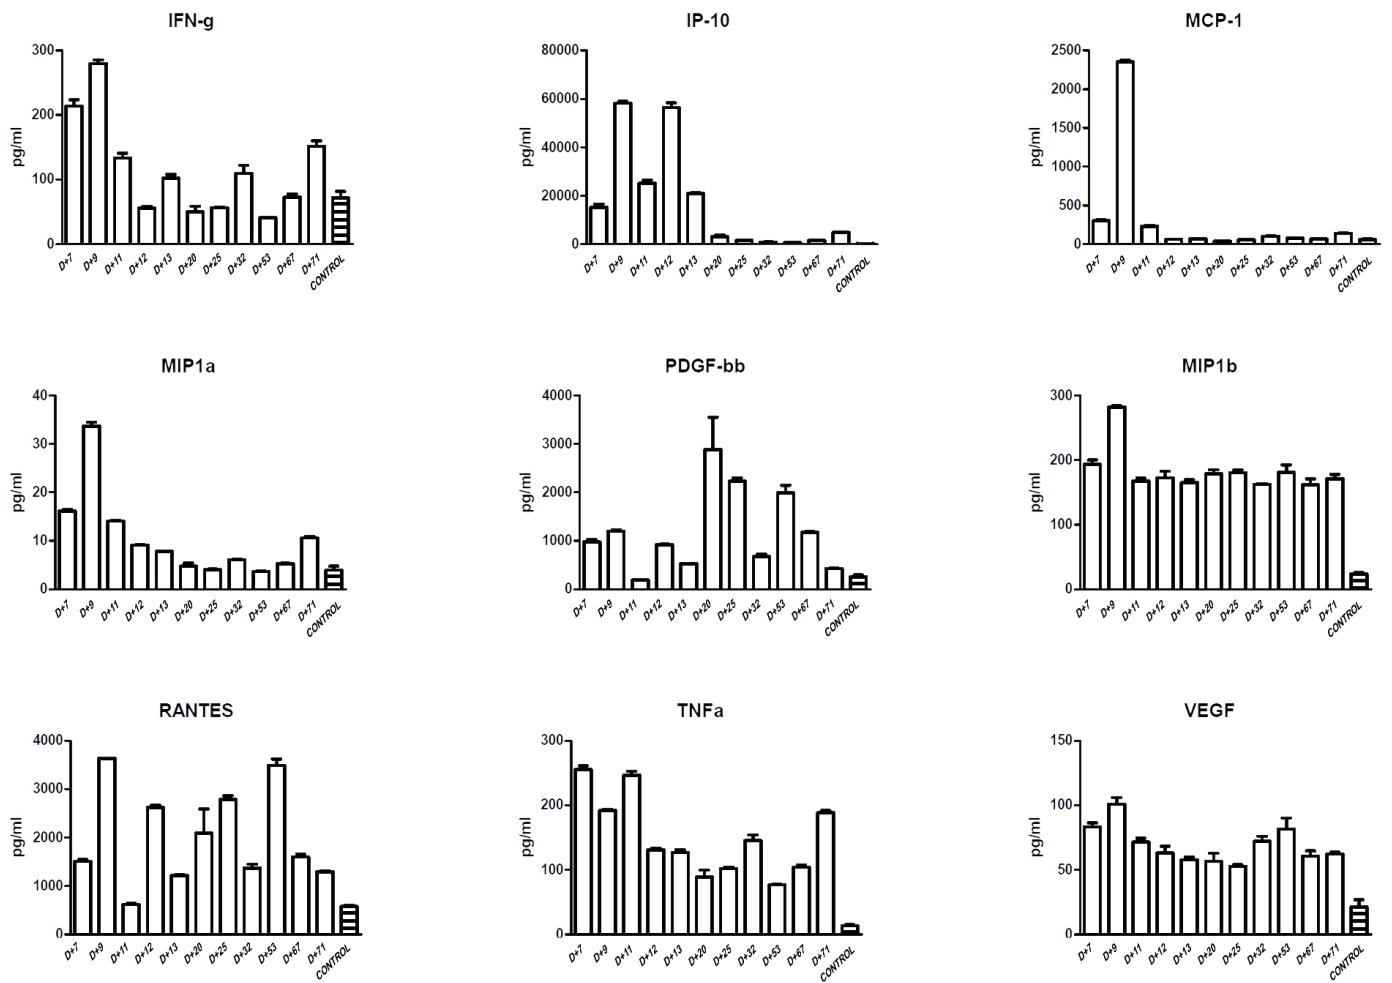 IFN-g
300
200
100
0
pg/ml
D+7 D+9 D+11 D+12 D+13 D+20 D+25 D+32 D+53 D+67 D+71 CONTROL
IP-10
80000
60000
40000
20000
0
pg/ml
D+7 D+9 D+11 D+12 D+13 D+20 D+25 D+32 D+53 D+67 D+71 CONTROL
MCP-1
2500
2000
1500
1000
500
0
pg/ml
D+7 D+9 D+11 D+12 D+13 D+20 D+25 D+32 D+53 D+67 D+71 CONTROL
MIP1a
40
30
20
10
0
pg/ml
D+7 D+9 D+11 D+12 D+13 D+20 D+25 D+32 D+53 D+67 D+71 CONTROL
PDGF-bb
4000
3000
2000
1000
0
pg/ml
D+7 D+9 D+11 D+12 D+13 D+20 D+25 D+32 D+53 D+67 D+71 CONTROL
MIP1b
300
200
100
0
pg/ml
D+7 D+9 D+11 D+12 D+13 D+20 D+25 D+32 D+53 D+67 D+71 CONTROL
RANTES
4000
3000
2000
1000
0
pg/ml
D+7 D+9 D+11 D+12 D+13 D+20 D+25 D+32 D+53 D+67 D+71 CONTROL
TNFa
300
200
100
0
pg/ml
D+7 D+9 D+11 D+12 D+13 D+20 D+25 D+32 D+53 D+67 D+71 CONTROL
VEGF
150
100
50
0
pg/ml
D+7 D+9 D+11 D+12 D+13 D+20 D+25 D+32 D+53 D+67 D+71 CONTROL